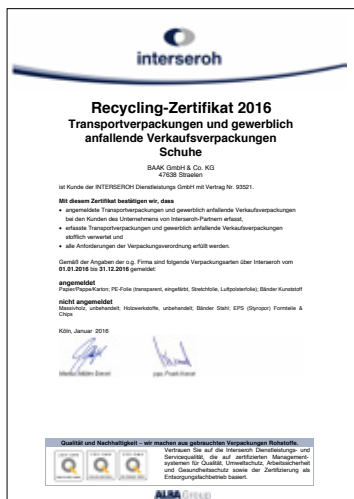 interseroh
Recycling-Zertifikat 2016
Transportverpackungen und gewerblich
anfallende Verkaufsverpackungen
Schuhe
BAAK GmbH & Co. KG
47638 Straelen
ist Kunde der INTERSEROH Dienstleistungs GmbH mit Vertrag Nr. 93521.
Mit diesem Zertifikat bestätigen wir, dass
• angemeldete Transportverpackungen und gewerblich anfallende Verkaufsverpackungen
bei den Kunden des Unternehmens von Interseroh-Partnern erfasst,
• erfasste Transportverpackungen und gewerblich anfallende Verkaufsverpackungen
stofflich verwertet und
• alle Anforderungen der Verpackungsverordnung erfüllt werden.
Gemäß der Angaben der o.g. Firma sind folgende Verpackungsarten über Interseroh vom
01.01.2016 bis 31.12.2016 gemeldet:
angemeldet
Papier/Pappe/Karton; PE-Folie (transparent, eingefärbt, Stretchfolie, Luftpolsterfolie); Bänder Kunststoff
nicht angemeldet
Massivholz, unbehandelt; Holzwerkstoffe, unbehandelt; Bänder Stahl; EPS (Styropor) Formteile &
Chips
Köln, Januar 2016
ppa. Frank
Qualität und Nachhaltigkeit – wir machen aus gebrauchten Verpackungen Rohstoffe.
Vertrauen Sie auf die Interseroh Dienstleistungs- und
Servicequalität, die auf zertifizierten Management-
systemen für Qualität, Umweltschutz, Arbeitssicherheit
und Gesundheitsschutz sowie der Zertifizierung als
Entsorgungsfachbetrieb basiert.
ALBA Group